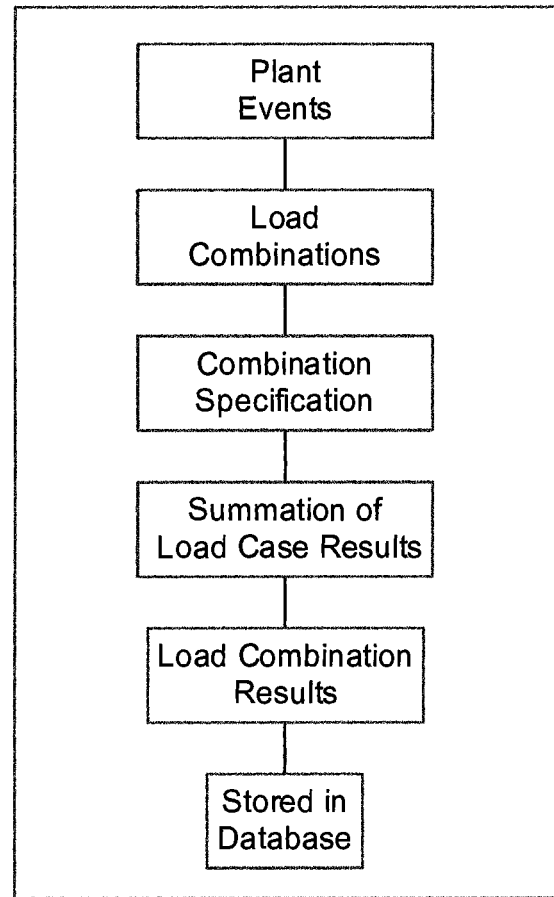 Plant
Events
Load
Combinations
Combination
Specification
Summation of
Load Case Results
Load Combination
Results
Stored in
Database